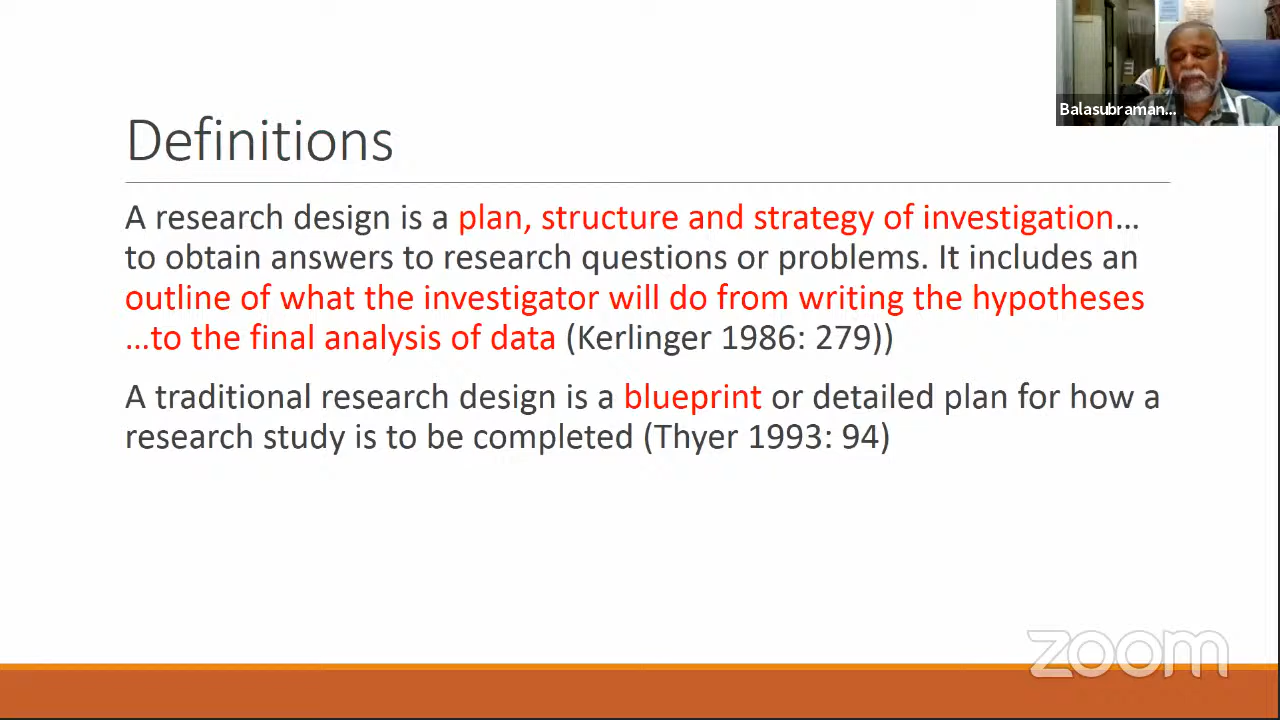 Balasubraman...
Definitions
A research design is a plan, structure and strategy of investigation…
to obtain answers to research questions or problems. It includes an
outline of what the investigator will do from writing the hypotheses
…to the final analysis of data (Kerlinger 1986: 279))
A traditional research design is a blueprint or detailed plan for how a
research study is to be completed (Thyer 1993: 94)
zoom